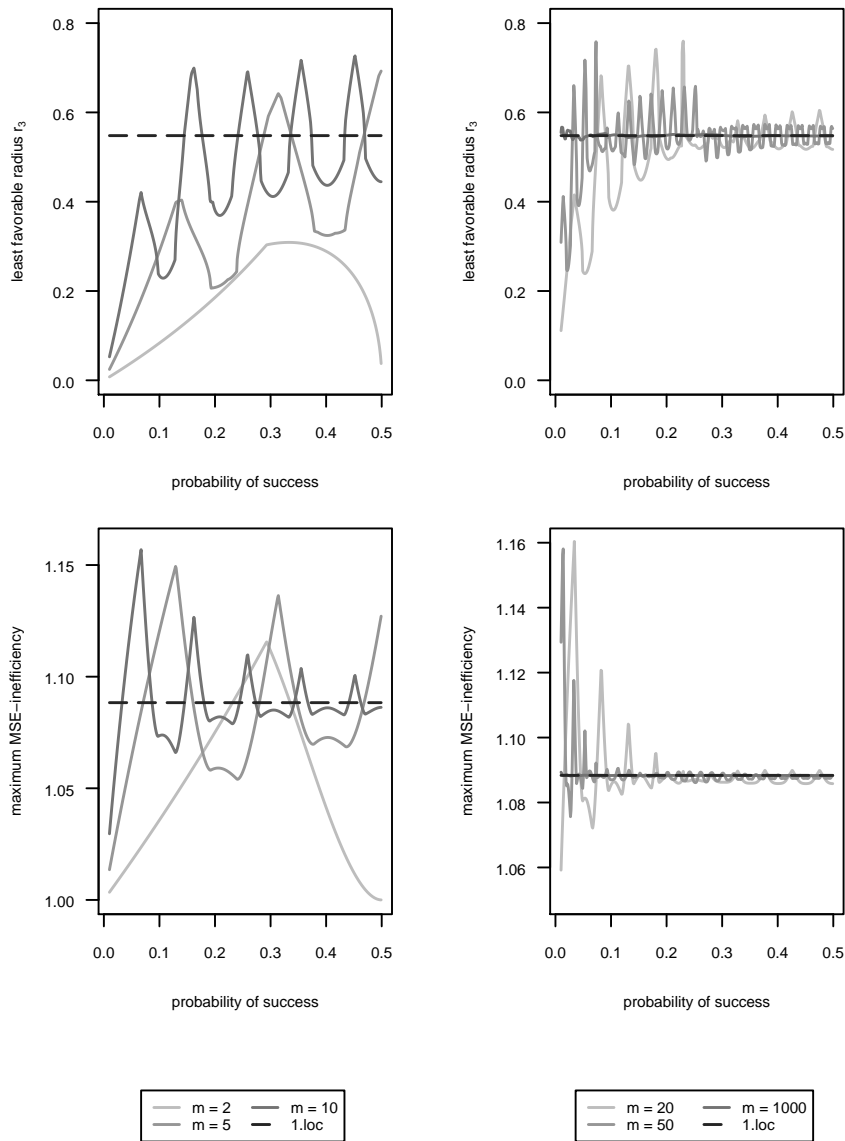 least favorable radius r3
0.8
0.6
0.4
0.2
0.0
0.0 0.1 0.2 0.3 0.4 0.5
probability of success
least favorable radius r3
0.8
0.6
0.4
0.2
0.0
0.0 0.1 0.2 0.3 0.4 0.5
probability of success
maximum MSE−inefficiency
1.15
1.10
1.05
1.00
0.0 0.1 0.2 0.3 0.4 0.5
probability of success
maximum MSE−inefficiency
1.16
1.14
1.12
1.10
1.08
1.06
0.0 0.1 0.2 0.3 0.4 0.5
probability of success
m = 2 m = 10
m = 5 1.loc
m = 20 m = 1000
m = 50 1.loc